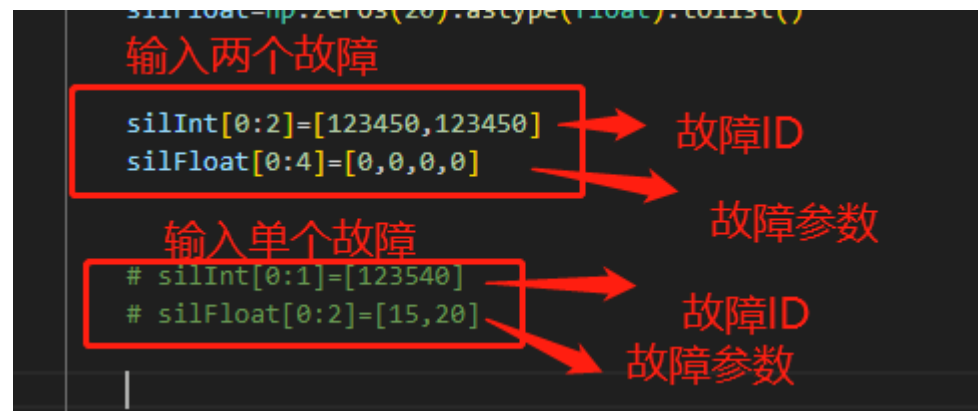 silFloat=np.zeros(20).astype(float).tolist()
输入两个故障
silInt[0:2]=[123450,123450]
故障ID
silFloat[0:4]=[0,0,0,0]
故障参数
输入单个故障
# silInt[0:1]=[123540]
故障ID
# silFloat[0:2]=[15,20]
故障参数